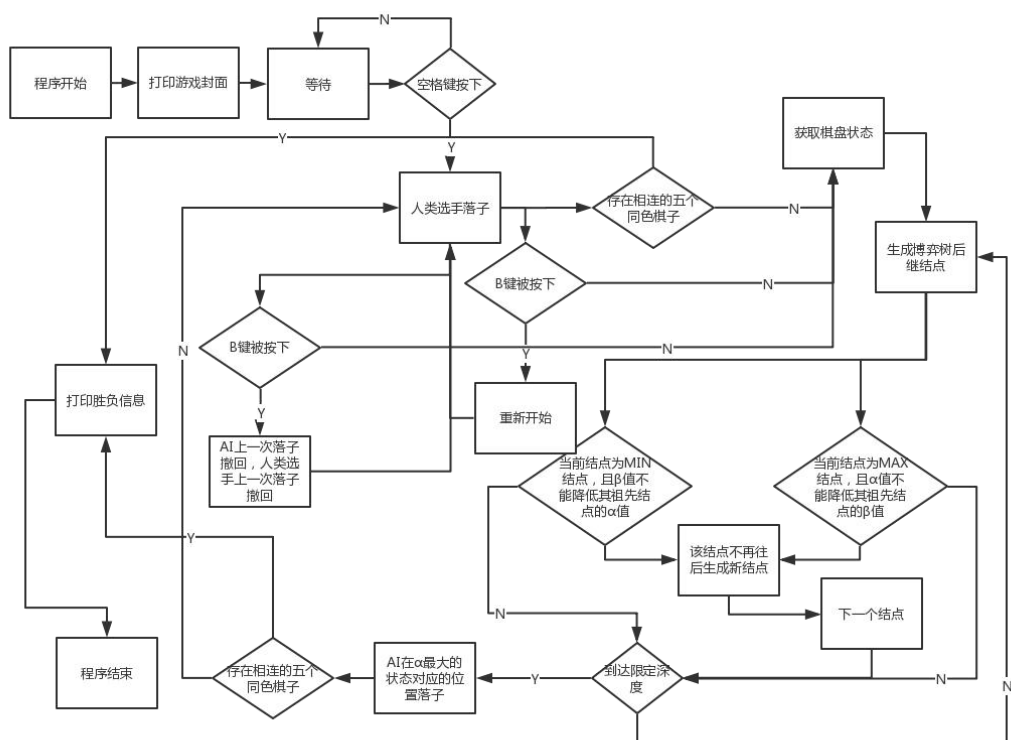 N
程序开始
打印游戏封面
等待
空格键按下
获取棋盘状态
Y
Y
人类选手落子
存在相连的五个
同色棋子
N
生成博弈树后
继结点
B键被按下
N
N
B键被按下
N
Y
打印胜负信息
Y
重新开始
AI上一次落子
撤回，人类选
手上一次落子
撤回
当前结点为MIN
结点，且β值不
能降低其祖先结
点的α值
当前结点为MAX
结点，且α值不
能降低其祖先结
点的β值
Y
该结点不再往
后生成新结点
N
下一个结点
程序结束
存在相连的五个
同色棋子
AI在α最大的
状态对应的位
置落子
Y
到达限定深
度
N
N